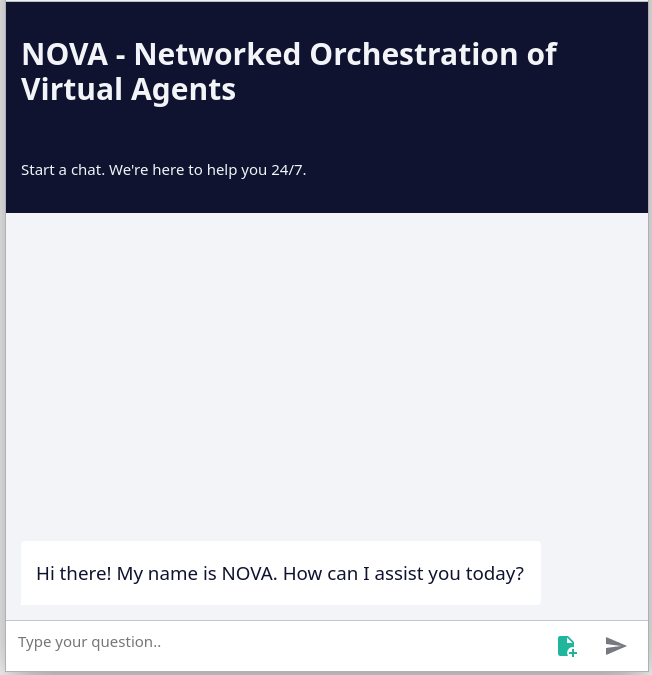 NOVA - Networked Orchestration of
Virtual Agents
Start a chat. We're here to help you 24/7.
Hi there! My name is NOVA. How can I assist you today?
Type your question..